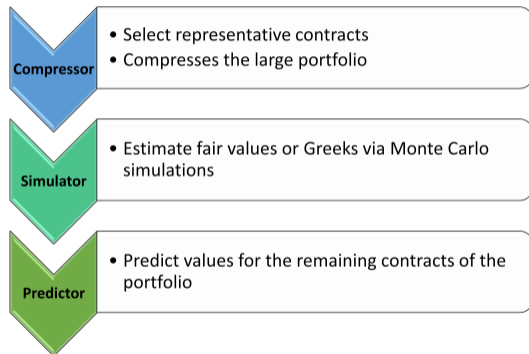 Compressor
• Select representative contracts
• Compresses the large portfolio
Simulator
• Estimate fair values or Greeks via Monte Carlo
simulations
Predictor
• Predict values for the remaining contracts of the
portfolio